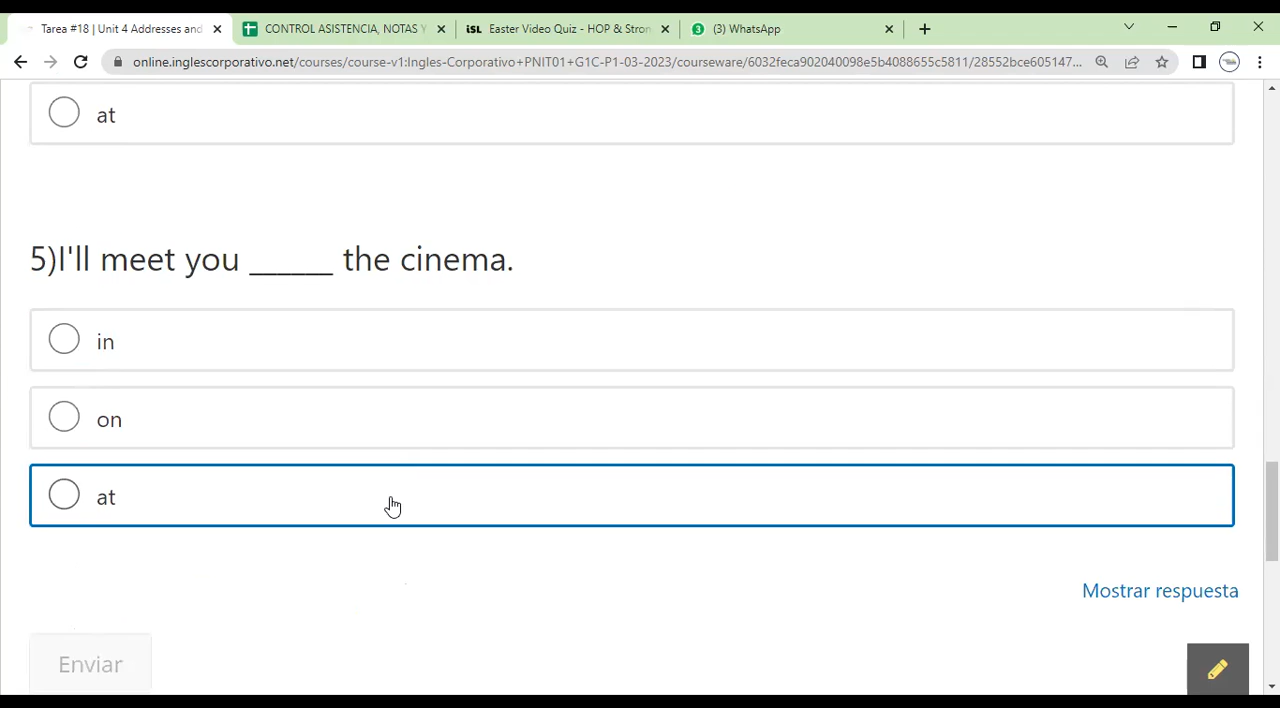 Tarea #18 | Unit 4 Addresses and
CONTROL ASISTENCIA, NOTAS Y
iSL Easter Video Quiz - HOP & Stron
3 (3) WhatsApp
online.inglescorporativo.net/courses/course-v1:Ingles-Corporativo+PNIT01+G1C-P1-03-2023/courseware/6032feca902040098e5b4088655c5811/28552bce605147...
at
5)I'll meet you ______ the cinema.
in
on
at
Mostrar respuesta
Enviar